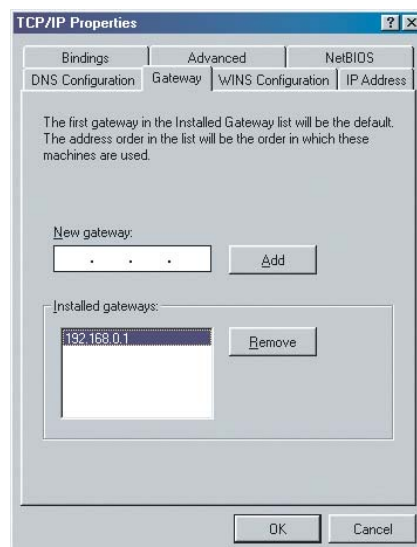 TCP/IP Properties
Bindings Advanced NetBIOS
DNS Configuration Gateway WINS Configuration IP Address
The first gateway in the Installed Gateway list will be the default.
The address order in the list will be the order in which these
machines are used.
New gateway:
. . .
Add
Installed gateways:
192.168.0.1
Remove
OK Cancel